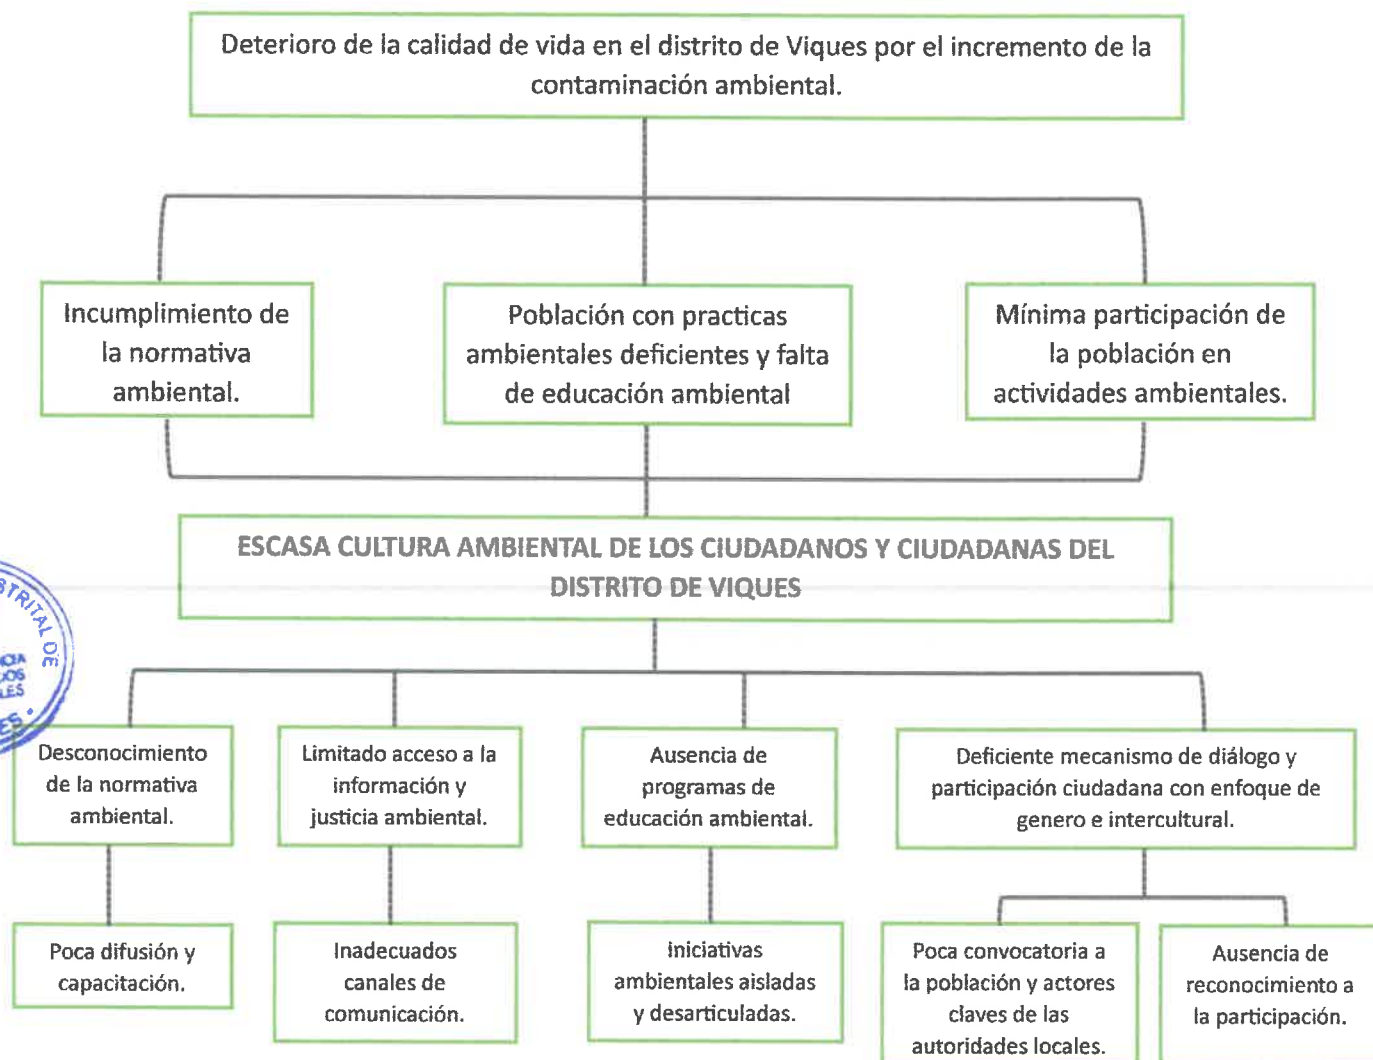 Deterioro de la calidad de vida en el distrito de Viques por el incremento de la
contaminación ambiental.
Incumplimiento de
la normativa
ambiental.
Población con practicas
ambientales deficientes y falta
de educación ambiental
Mínima participación de
la población en
actividades ambientales.
ESCASA CULTURA AMBIENTAL DE LOS CIUDADANOS Y CIUDADANAS DEL
DISTRITO DE VIQUES
Desconocimiento
de la normativa
ambiental.
Limitado acceso a la
información y
justicia ambiental.
Ausencia de
programas de
educación ambiental.
Deficiente mecanismo de diálogo y
participación ciudadana con enfoque de
genero e intercultural.
Poca difusión y
capacitación.
Inadecuados
canales de
comunicación.
Iniciativas
ambientales aisladas
y desarticuladas.
Poca convocatoria a
la población y actores
claves de las
autoridades locales.
Ausencia de
reconocimiento a
la participación.